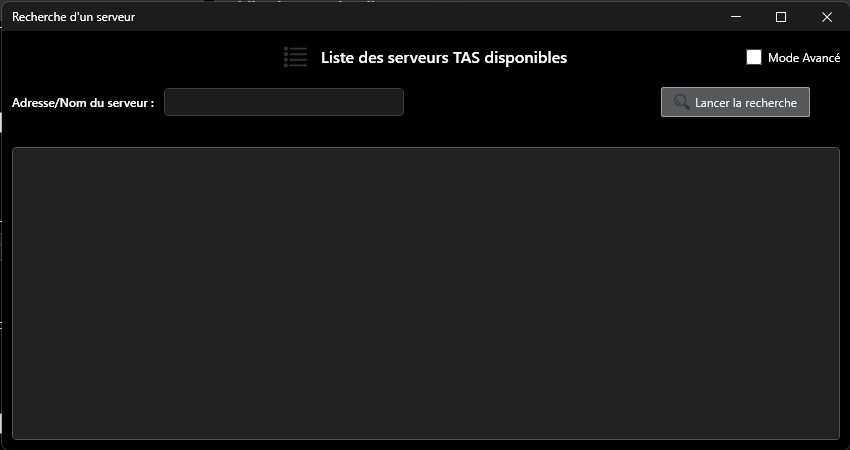 Recherche d'un serveur
Liste des serveurs TAS disponibles
Mode Avancé
Adresse/Nom du serveur :
Lancer la recherche